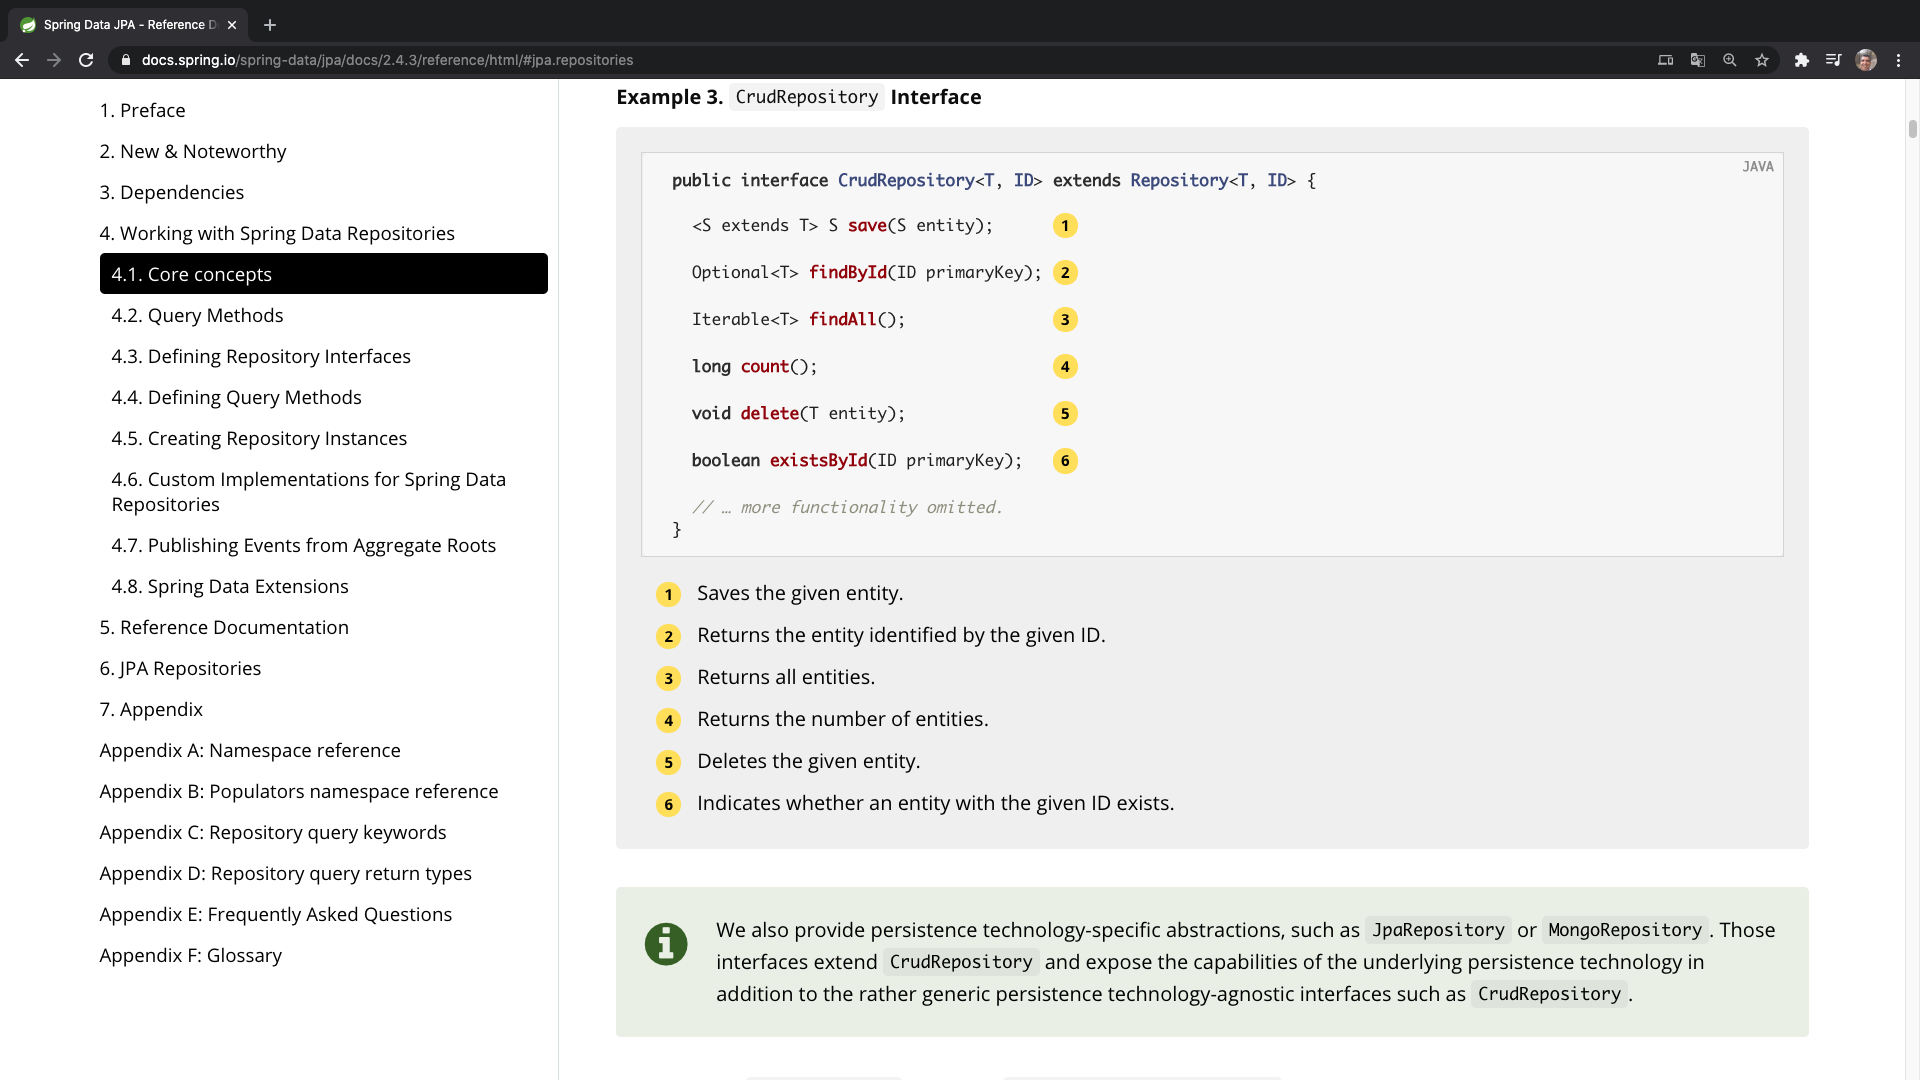 Spring Data JPA - Reference D
docs.spring.io/spring-data/jpa/docs/2.4.3/reference/html/#jpa.repositories
1. Preface
2. New & Noteworthy
3. Dependencies
4. Working with Spring Data Repositories
4.1. Core concepts
4.2. Query Methods
4.3. Defining Repository Interfaces
4.4. Defining Query Methods
4.5. Creating Repository Instances
4.6. Custom Implementations for Spring Data
Repositories
4.7. Publishing Events from Aggregate Roots
4.8. Spring Data Extensions
5. Reference Documentation
6. JPA Repositories
7. Appendix
Appendix A: Namespace reference
Appendix B: Populators namespace reference
Appendix C: Repository query keywords
Appendix D: Repository query return types
Appendix E: Frequently Asked Questions
Appendix F: Glossary
Example 3. CrudRepository Interface
JAVA
public interface CrudRepository<T, ID> extends Repository<T, ID> {
<S extends T> S save(S entity); 1
Optional<T> findById(ID primaryKey); 2
Iterable<T> findAll(); 3
long count(); 4
void delete(T entity); 5
boolean existsById(ID primaryKey); 6
// … more functionality omitted.
}
1 Saves the given entity.
2 Returns the entity identified by the given ID.
3 Returns all entities.
4 Returns the number of entities.
5 Deletes the given entity.
6 Indicates whether an entity with the given ID exists.
We also provide persistence technology-specific abstractions, such as JpaRepository or MongoRepository. Those
interfaces extend CrudRepository and expose the capabilities of the underlying persistence technology in
addition to the rather generic persistence technology-agnostic interfaces such as CrudRepository.